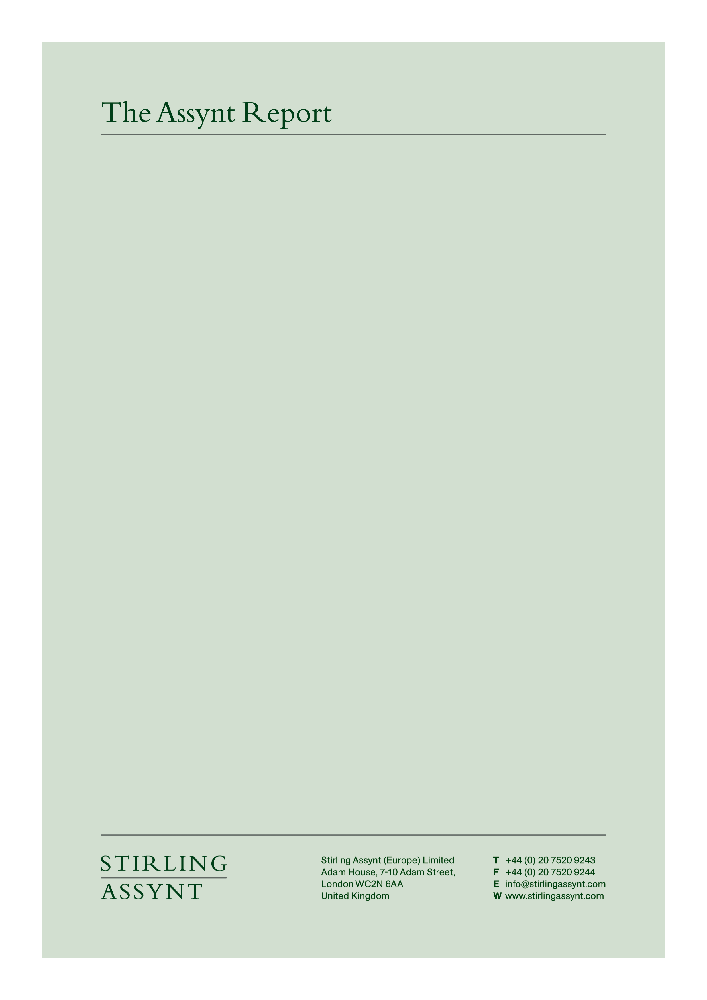 The Assynt Report
STIRLING
ASSYNT
Stirling Assynt (Europe) Limited
Adam House, 7-10 Adam Street,
London WC2N 6AA
United Kingdom
T +44 (0) 20 7520 9243
F +44 (0) 20 7520 9244
E info@stirlingassynt.com
W www.stirlingassynt.com